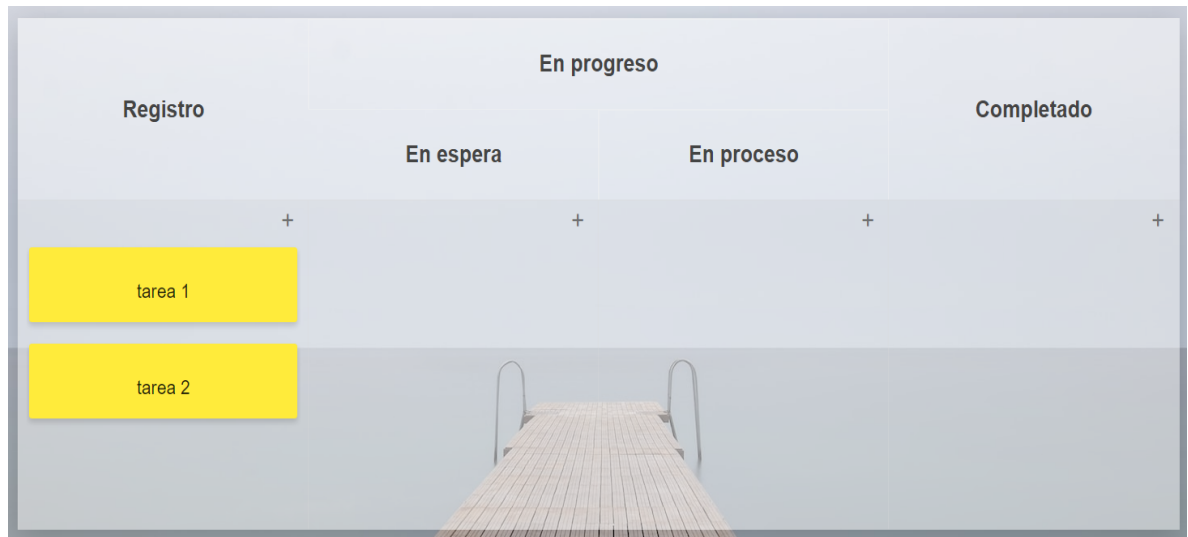 En progreso
Registro
Completado
En espera
En proceso
+
+
+
+
tarea 1
tarea 2